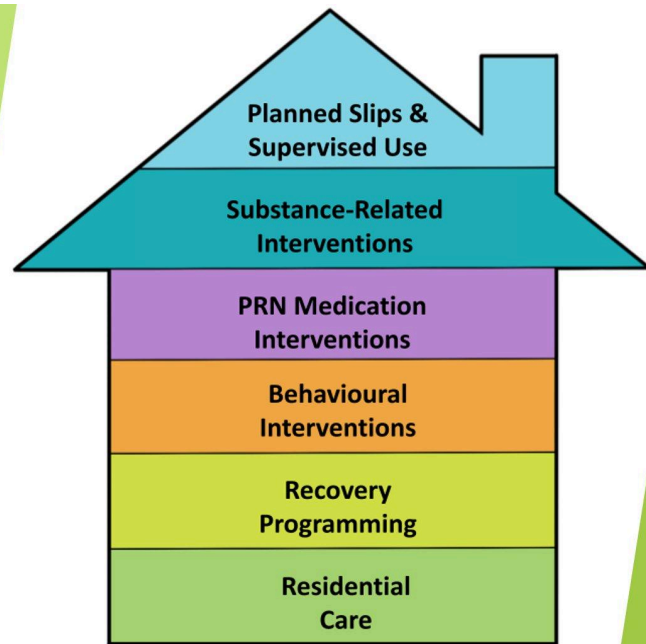 Planned Slips &
Supervised Use
Substance-Related
Interventions
PRN Medication
Interventions
Behavioural
Interventions
Recovery
Programming
Residential
Care